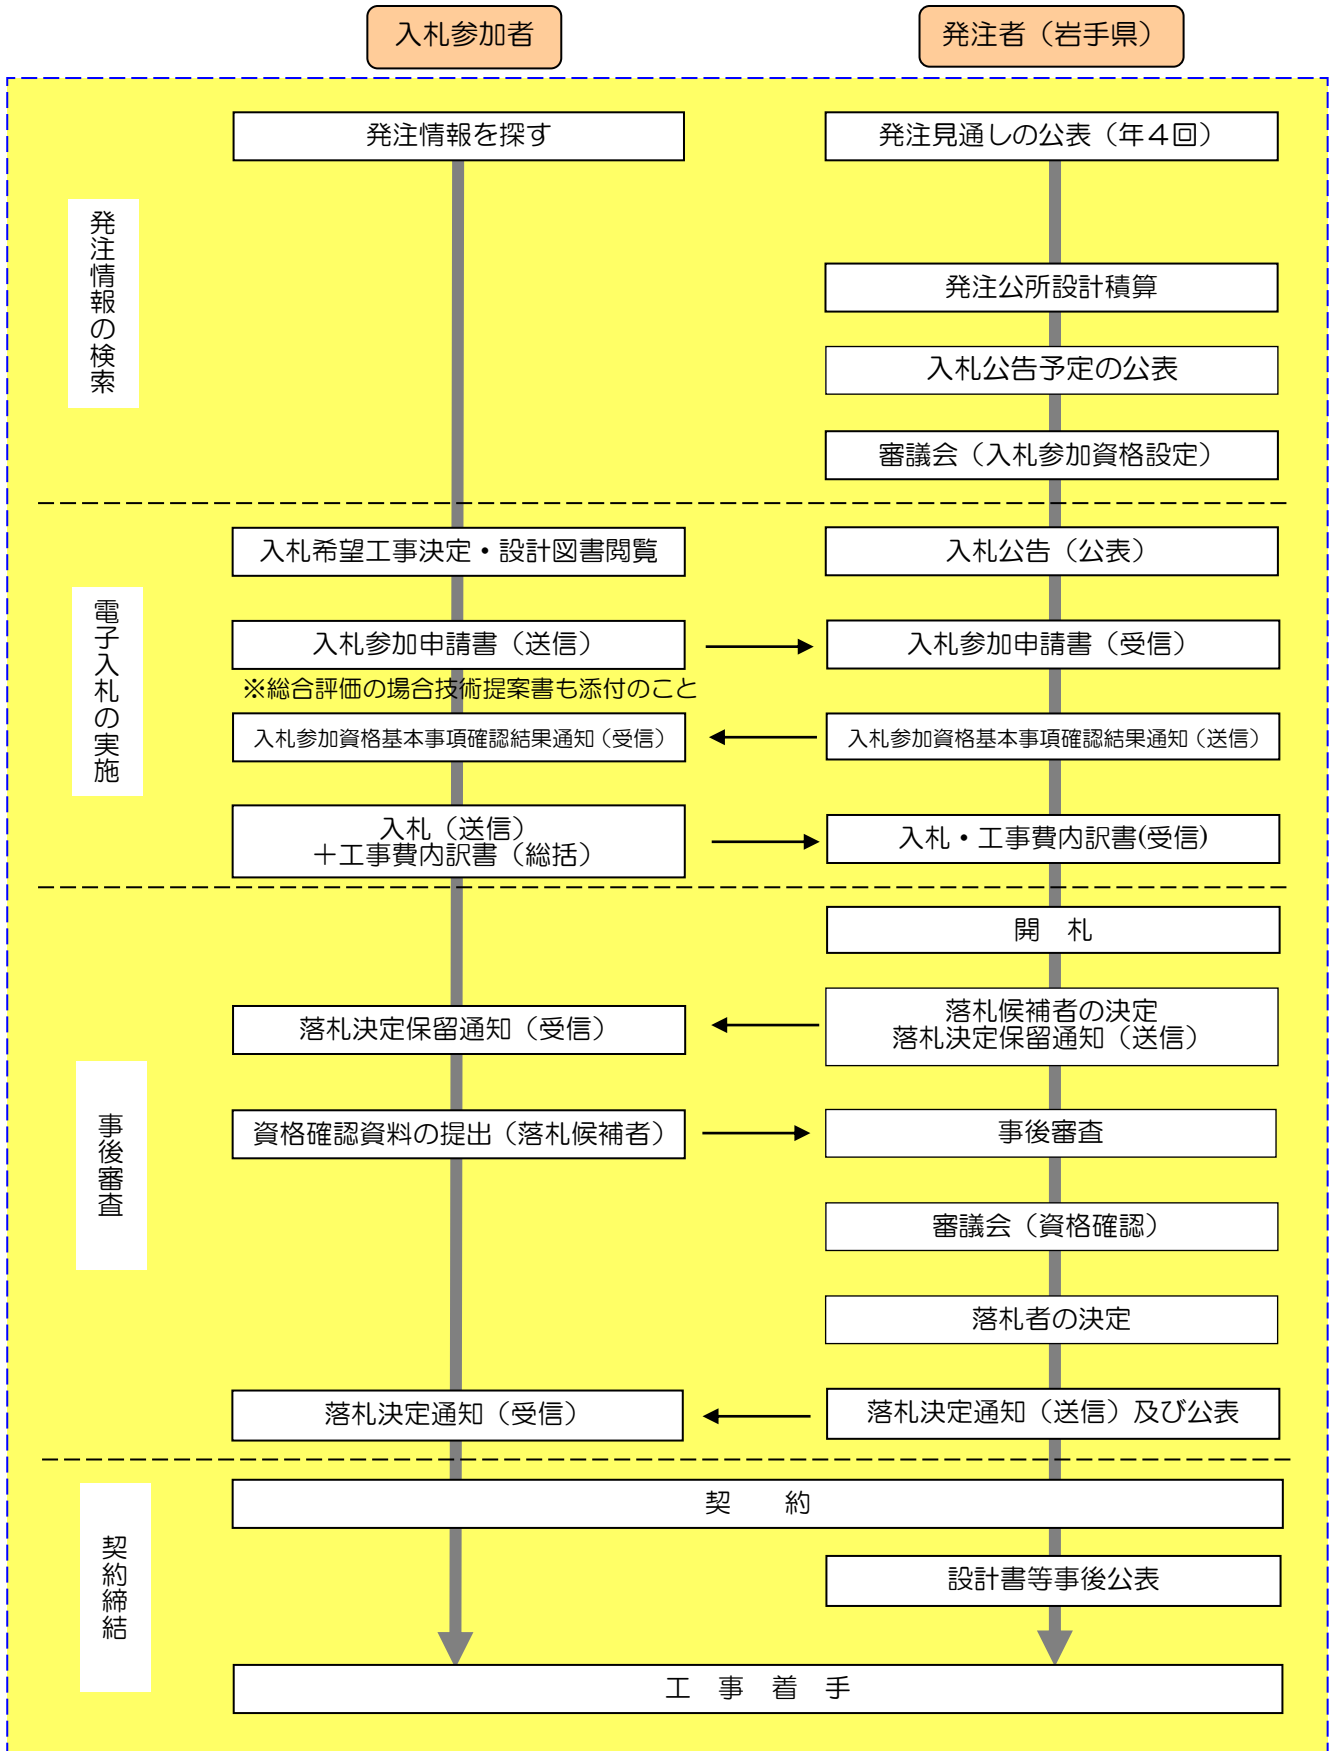 入札参加者
発注者（岩手県）
発注情報の検索
発注情報を探す
発注見通しの公表（年４回）
発注公所設計積算
入札公告予定の公表
審議会（入札参加資格設定）
電子入札の実施
入札希望工事決定・設計図書閲覧
入札公告（公表）
入札参加申請書（送信）
入札参加申請書（受信）
※総合評価の場合技術提案書も添付のこと
入札参加資格基本事項確認結果通知（受信）
入札参加資格基本事項確認結果通知（送信）
入札（送信）
＋工事費内訳書（総括）
入札・工事費内訳書(受信)
事後審査
開　札
落札決定保留通知（受信）
落札候補者の決定
落札決定保留通知（送信）
資格確認資料の提出（落札候補者）
事後審査
審議会（資格確認）
落札者の決定
落札決定通知（受信）
落札決定通知（送信）及び公表
契約締結
契　　約
設計書等事後公表
工　事　着　手